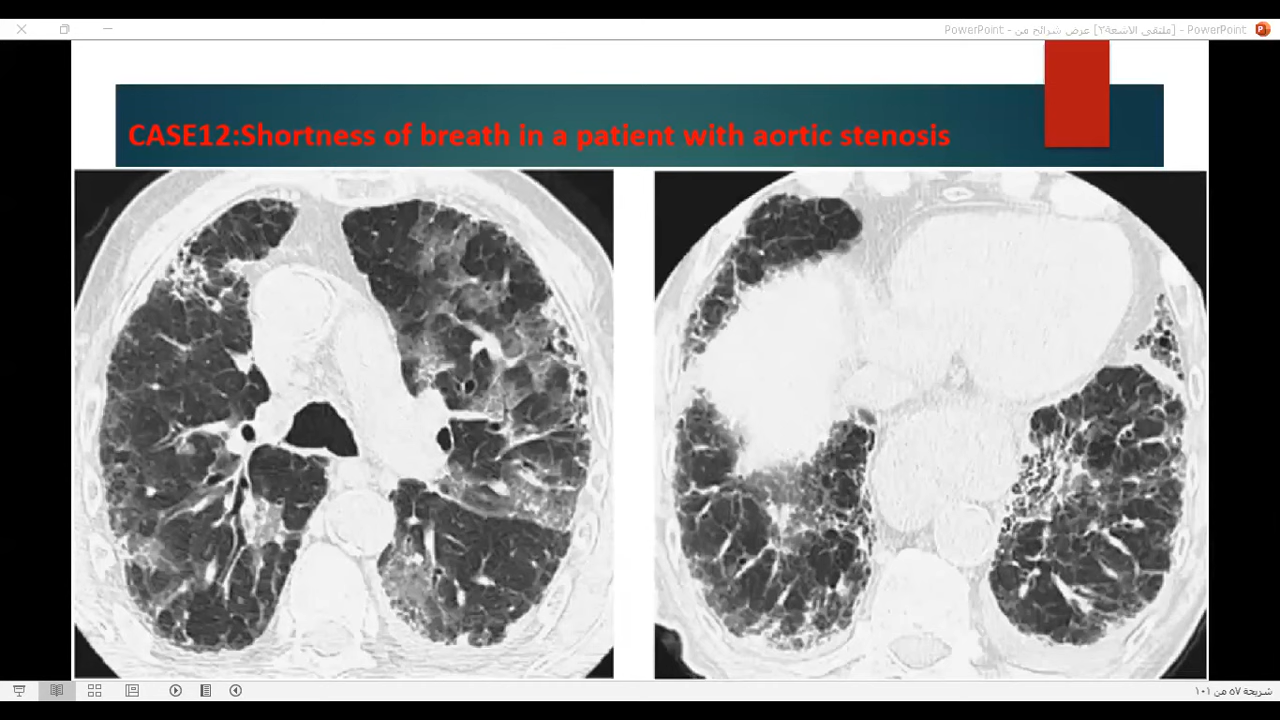 PowerPoint - [ملتقى الاشعة٢] عرض شرائح من - PowerPoint
CASE12:Shortness of breath in a patient with aortic stenosis
شريحة ٥٧ من ١٠١